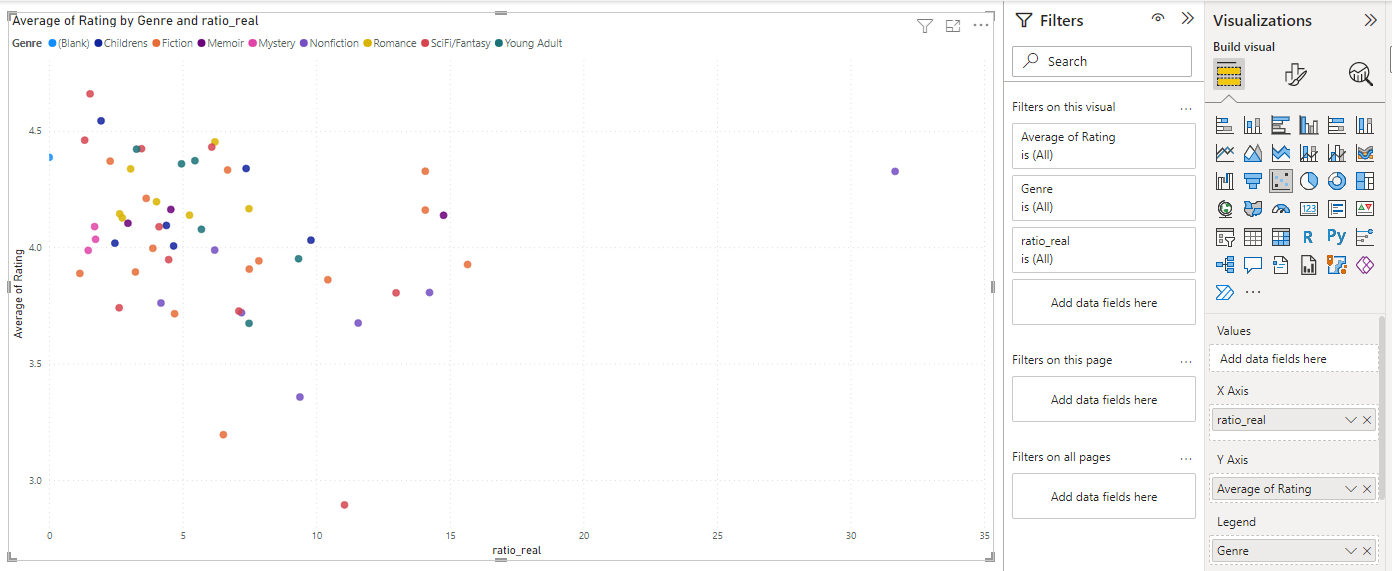 Average of Rating by Genre and ratio_real
Genre (Blank) Childrens Fiction Memoir Mystery Nonfiction Romance SciFi/Fantasy Young Adult
4.5
4.0
3.5
3.0
Average of Rating
0 5 10 15 20 25 30 35
ratio_real
Filters
Search
Filters on this visual ...
Average of Rating
is (All)
Genre
is (All)
ratio_real
is (All)
Add data fields here
Filters on this page ...
Add data fields here
Filters on all pages ...
Add data fields here
Visualizations
Build visual
123
R Py
...
Values
Add data fields here
X Axis
ratio_real
Y Axis
Average of Rating
Legend
Genre